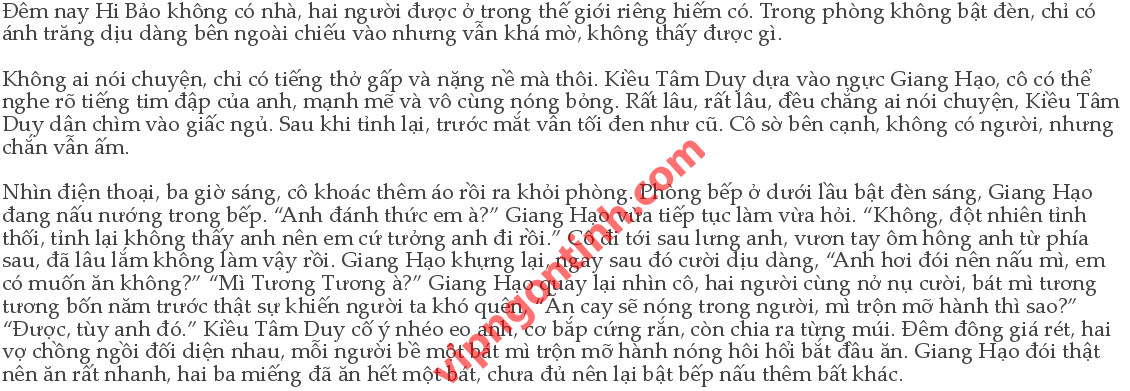 Đêm nay Hi Bảo không có nhà, hai người được ở trong thế giới riêng hiếm có. Trong phòng không bật đèn, chỉ có
ánh trăng dịu dàng bên ngoài chiếu vào nhưng vẫn khá mờ, không thấy được gì.
Không ai nói chuyện, chỉ có tiếng thở gấp và nặng nề mà thôi. Kiều Tâm Duy dựa vào ngực Giang Hạo, cô có thể
nghe rõ tiếng tim đập của anh, mạnh mẽ và vô cùng nóng bỏng. Rất lâu, rất lâu, đều chẳng ai nói chuyện, Kiều Tâm
Duy dần chìm vào giấc ngủ. Sau khi tỉnh lại, trước mắt vẫn tối đen như cũ. Cô sờ bên cạnh, không có người, nhưng
chăn vẫn ấm.
Nhìn điện thoại, ba giờ sáng, cô khoác thêm áo rồi ra khỏi phòng. Phòng bếp ở dưới lầu bật đèn sáng, Giang Hạo
đang nấu nướng trong bếp. “Anh đánh thức em à?” Giang Hạo vừa tiếp tục làm vừa hỏi. “Không, đột nhiên tỉnh
thôi, tỉnh lại không thấy anh nên em cứ tưởng anh đi rồi.” Cô đi tới sau lưng anh, vươn tay ôm hông anh từ phía
sau, đã lâu lắm không làm vậy rồi. Giang Hạo khựng lại, ngay sau đó cười dịu dàng, “Anh hơi đói nên nấu mì, em
có muốn ăn không?” “Mì Tương Tương à?” Giang Hạo quay lại nhìn cô, hai người cùng nở nụ cười, bát mì tương
tương bốn năm trước thật sự khiến người ta khó quên, “Ăn cay sẽ nóng trong người, mì trộn mỡ hành thì sao?”
“Được, tùy anh đó.” Kiều Tâm Duy cố ý nhéo eo anh, cơ bắp cứng rắn, còn chia ra từng múi. Đêm đông giá rét, hai
vợ chồng ngồi đối diện nhau, mỗi người bê một bát mì trộn mỡ hành nóng hôi hổi bắt đầu ăn. Giang Hạo đói thật
nên ăn rất nhanh, hai ba miếng đã ăn hết một bát, chưa đủ nên lại bật bếp nấu thêm bát khác.
vipngontinh.com